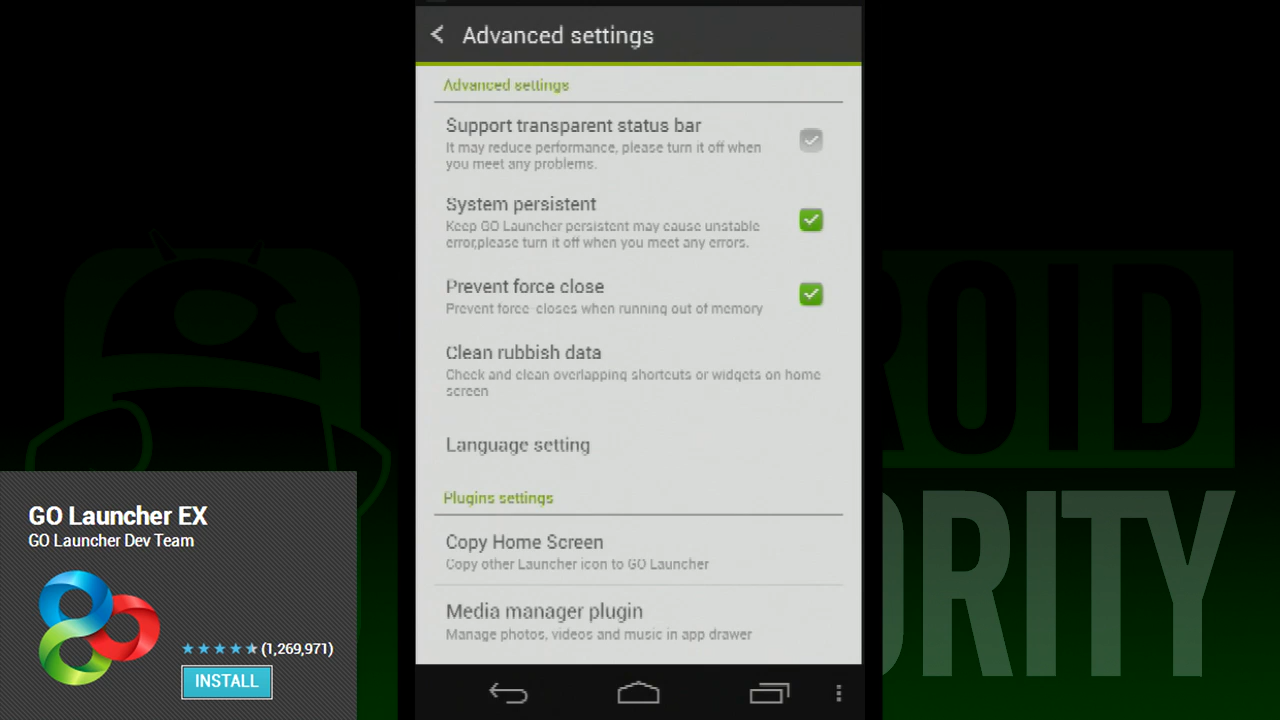 Advanced settings
Advanced settings
Support transparent status bar
It may reduce performance, please turn it off when
you meet any problems.
System persistent
Keep GO Launcher persistent may cause unstable
error,please turn it off when you meet any errors.
Prevent force close
Prevent force-closes when running out of memory
Clean rubbish data
Check and clean overlapping shortcuts or widgets on home
screen
Language setting
Plugins settings
Copy Home Screen
Copy other Launcher icon to GO Launcher
Media manager plugin
Manage photos, videos and music in app drawer
GO Launcher EX
GO Launcher Dev Team
(1,269,971)
INSTALL
ROID
ORITY